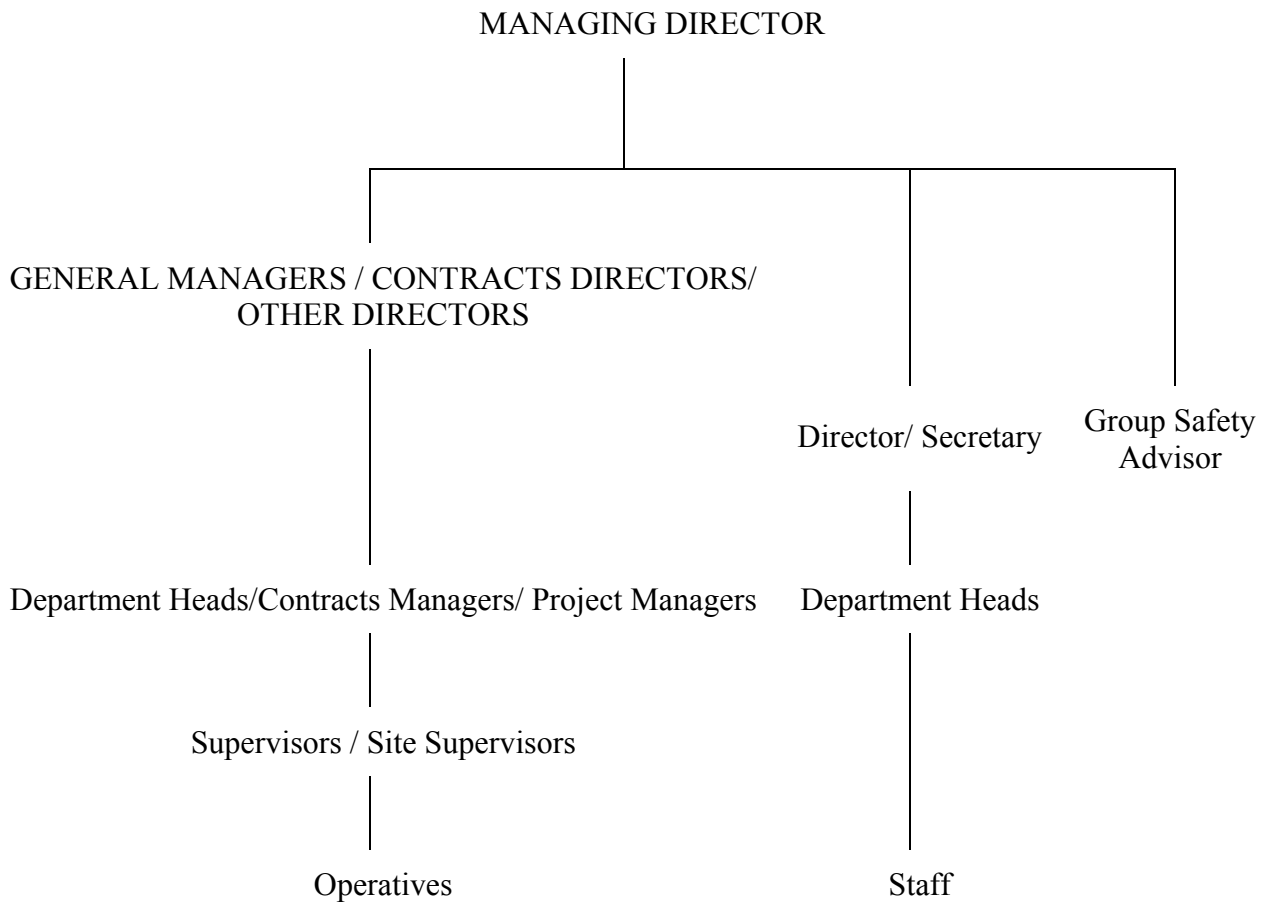 MANAGING DIRECTOR
GENERAL MANAGERS / CONTRACTS DIRECTORS/
OTHER DIRECTORS
Director/ Secretary
Group Safety
Advisor
Department Heads/Contracts Managers/ Project Managers
Department Heads
Supervisors / Site Supervisors
Operatives
Staff